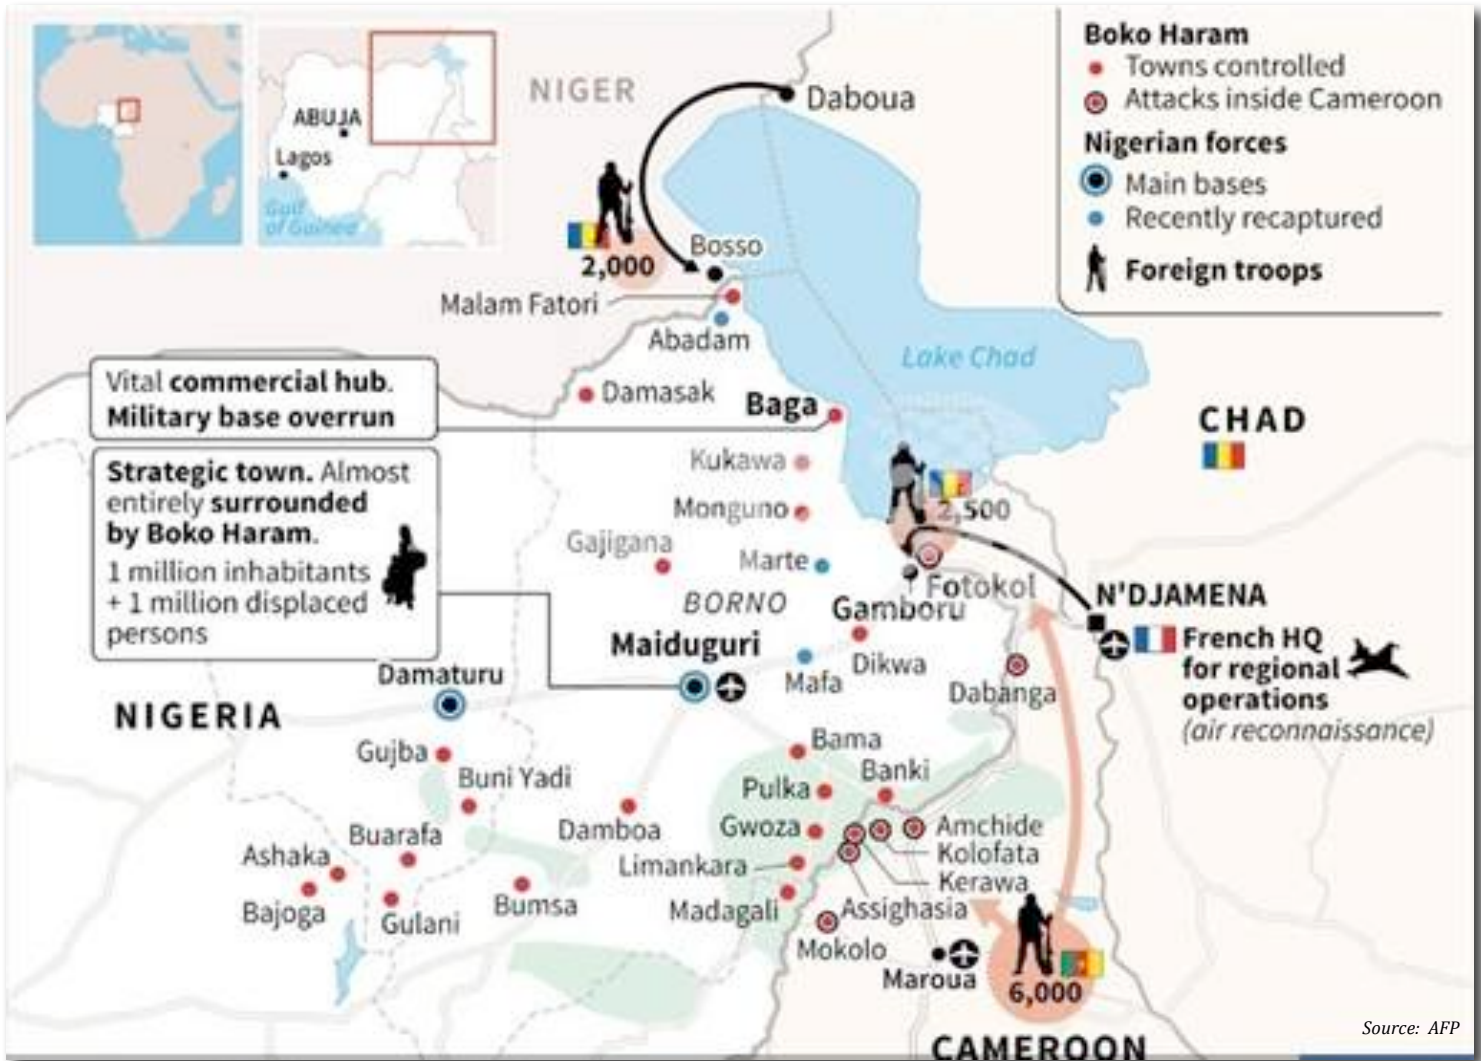 NIGER
Daboua
ABUJA
Lagos
Gulf
of Guinea
Boko Haram
Towns controlled
Attacks inside Cameroon
Nigerian forces
Main bases
Recently recaptured
Foreign troops
2,000
Bosso
Malam Fatori
Abadam
Lake Chad
Vital commercial hub.
Military base overrun
Damasak
Baga
CHAD
Strategic town. Almost
entirely surrounded
by Boko Haram.
1 million inhabitants
+ 1 million displaced
persons
Kukawa
Monguno
2,500
Gajigana
Marte
Fotokol
BORNO
Gamboru
N'DJAMENA
French HQ
for regional
operations
(air reconnaissance)
Maiduguri
Dikwa
Mafa
Dabanga
Damaturu
NIGERIA
Gujba
Bama
Buni Yadi
Banki
Pulka
Damboa
Gwoza
Amchide
Buarafa
Kolofata
Ashaka
Limankara
Kerawa
Bajoga
Gulani
Bumsa
Madagali
Assighasia
Mokolo
Maroua
6,000
CAMEROON
Source: AFP